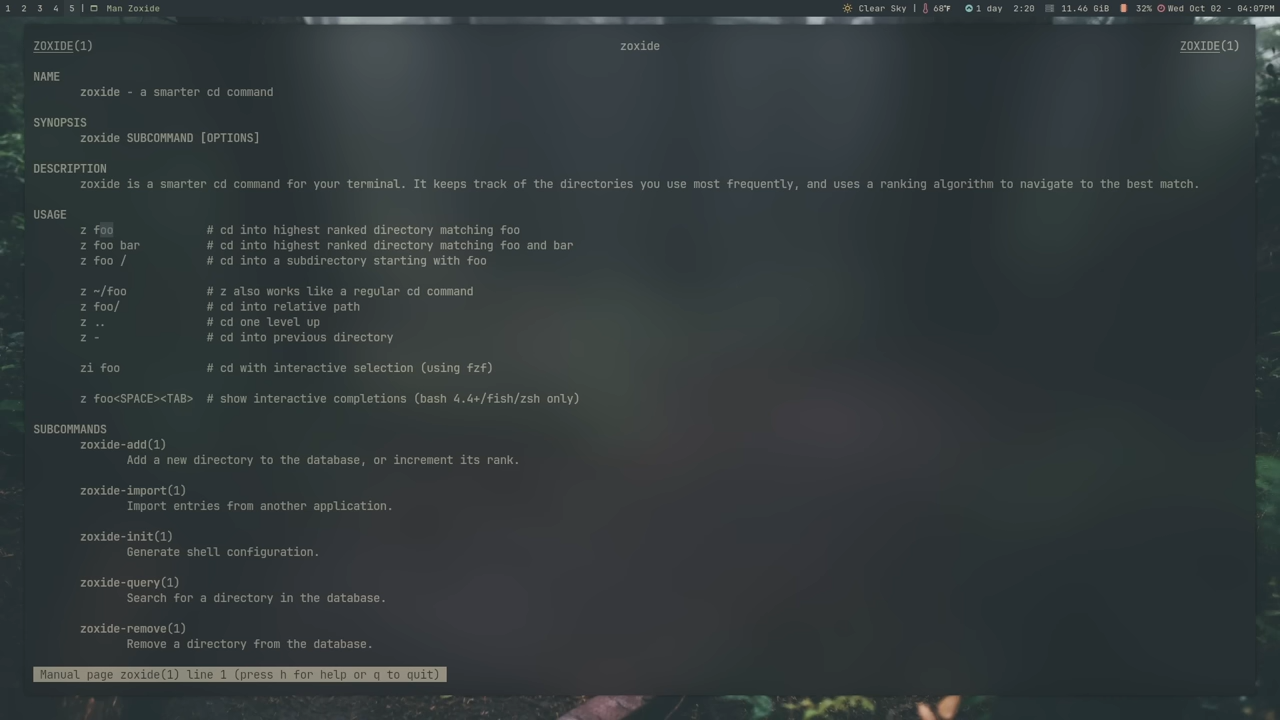 1 2 3 4 5 | Man Zoxide Clear Sky | 68°F 1 day 2:20 11.46 GiB 32% Wed Oct 02 - 04:07PM
ZOXIDE(1) zoxide ZOXIDE(1)
NAME
zoxide - a smarter cd command
SYNOPSIS
zoxide SUBCOMMAND [OPTIONS]
DESCRIPTION
zoxide is a smarter cd command for your terminal. It keeps track of the directories you use most frequently, and uses a ranking algorithm to navigate to the best match.
USAGE
z foo # cd into highest ranked directory matching foo
z foo bar # cd into highest ranked directory matching foo and bar
z foo / # cd into a subdirectory starting with foo
z ~/foo # z also works like a regular cd command
z foo/ # cd into relative path
z .. # cd one level up
z - # cd into previous directory
zi foo # cd with interactive selection (using fzf)
z foo<SPACE><TAB> # show interactive completions (bash 4.4+/fish/zsh only)
SUBCOMMANDS
zoxide-add(1)
Add a new directory to the database, or increment its rank.
zoxide-import(1)
Import entries from another application.
zoxide-init(1)
Generate shell configuration.
zoxide-query(1)
Search for a directory in the database.
zoxide-remove(1)
Remove a directory from the database.
Manual page zoxide(1) line 1 (press h for help or q to quit)